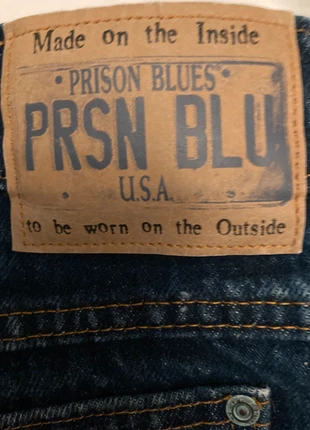 Made on the Inside
• PRISON BLUES •
PRSN BLU
U.S.A.
to be worn on the Outside